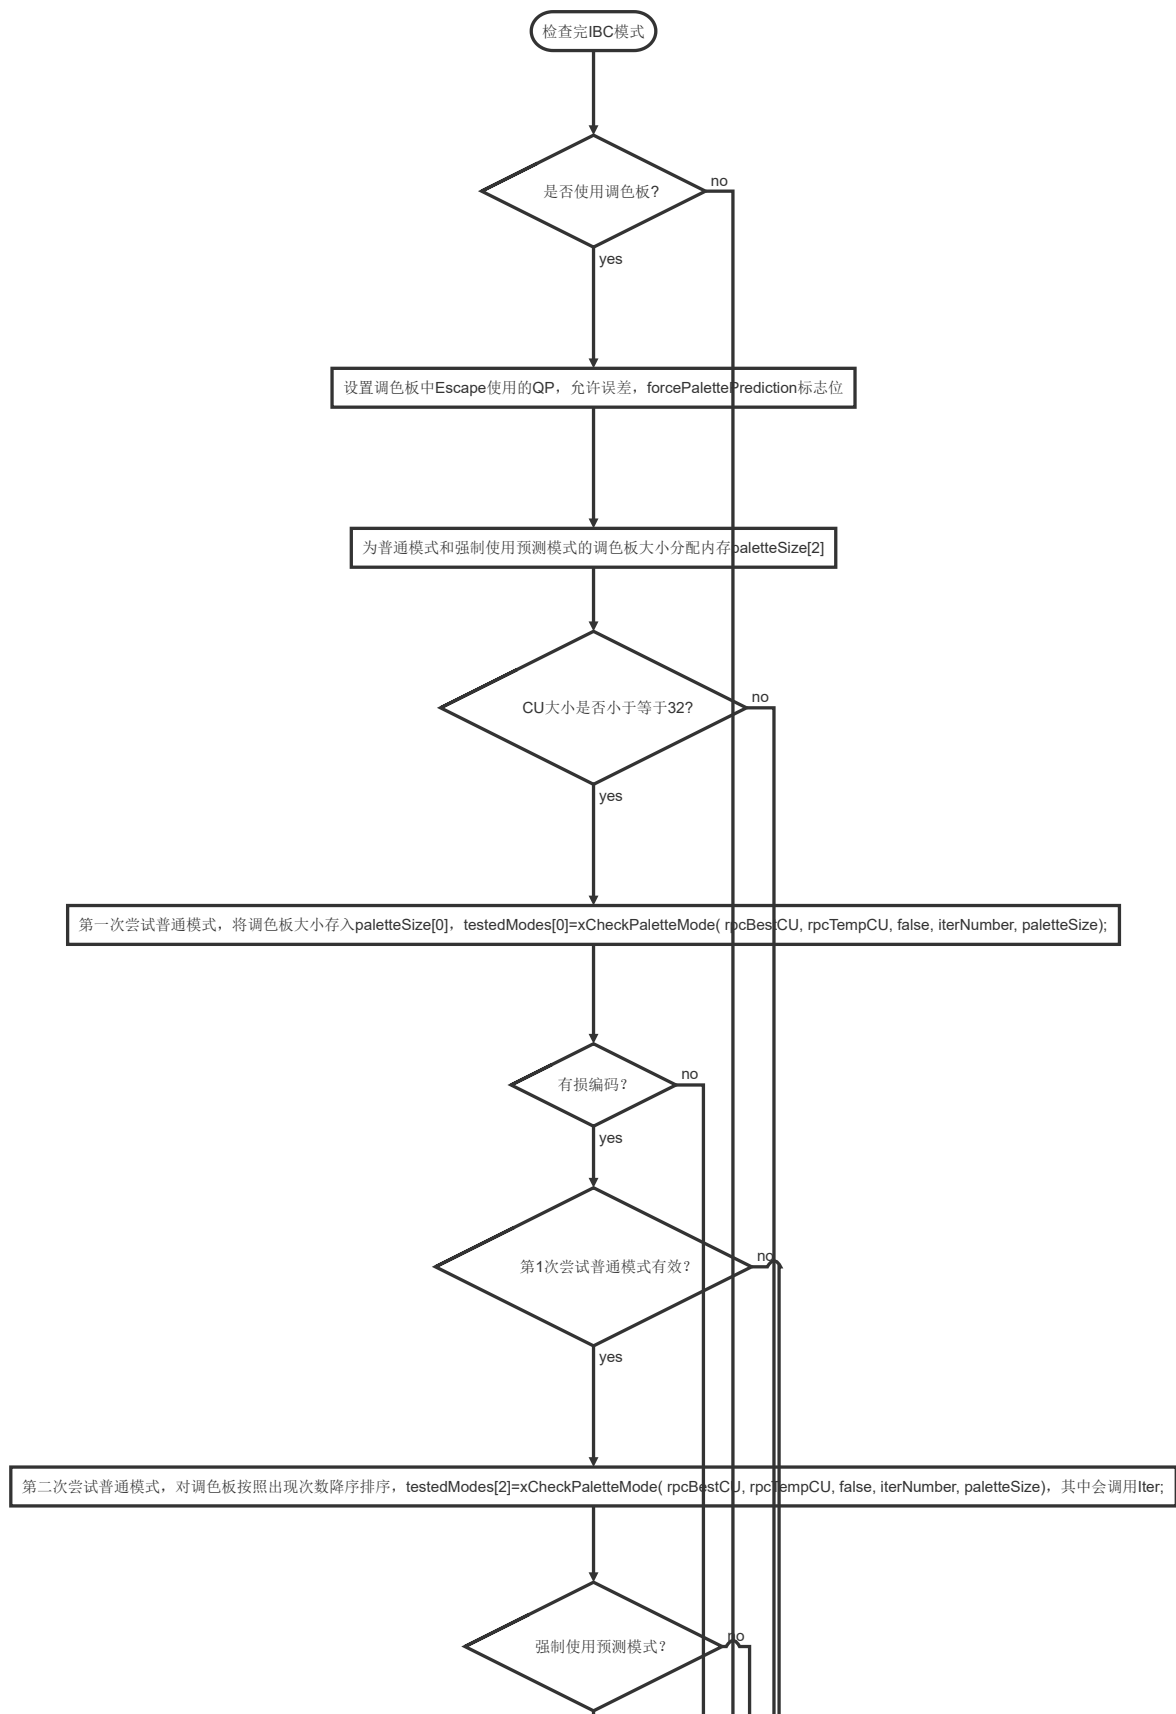 检查完IBC模式
是否使用调色板?
no
yes
设置调色板中Escape使用的QP，允许误差，forcePalettePrediction标志位
为普通模式和强制使用预测模式的调色板大小分配内存paletteSize[2]
CU大小是否小于等于32?
no
yes
第一次尝试普通模式，将调色板大小存入paletteSize[0]，testedModes[0]=xCheckPaletteMode( rpcBestCU, rpcTempCU, false, iterNumber, paletteSize);
有损编码？
no
yes
第1次尝试普通模式有效？
no
yes
第二次尝试普通模式，对调色板按照出现次数降序排序，testedModes[2]=xCheckPaletteMode( rpcBestCU, rpcTempCU, false, iterNumber, paletteSize)，其中会调用Iter;
强制使用预测模式？
no